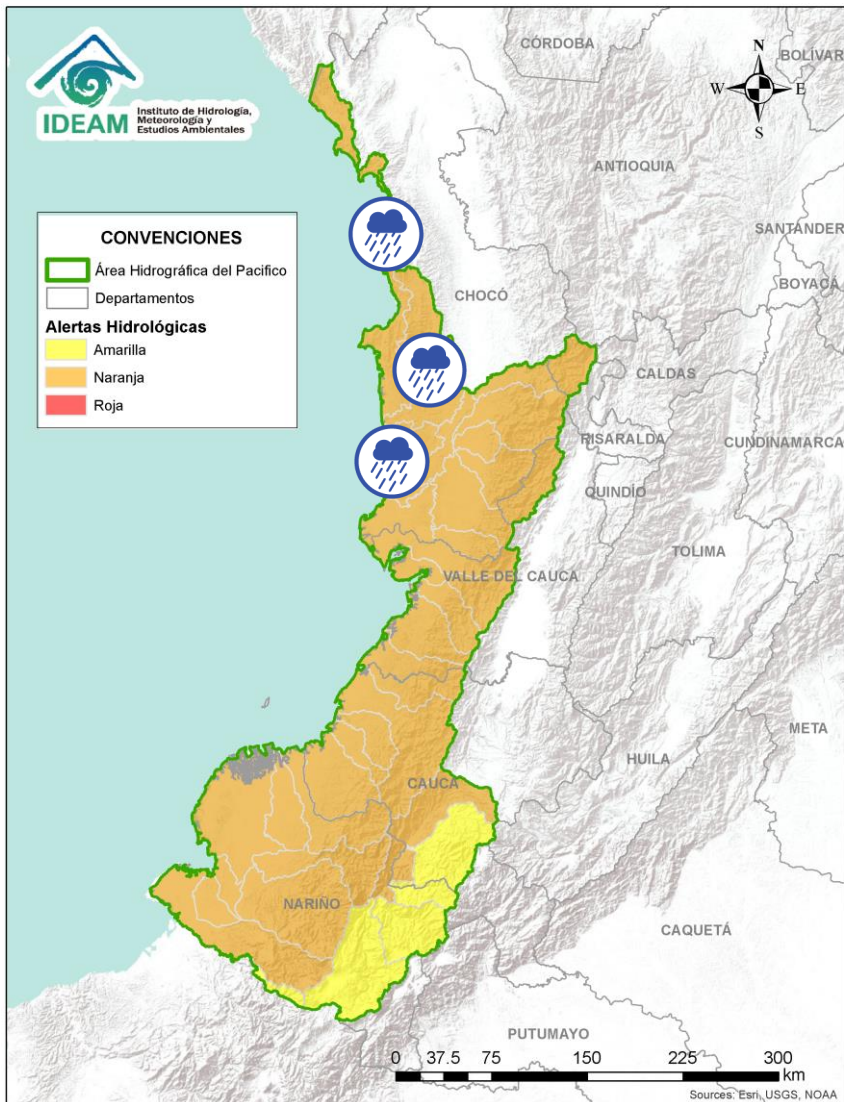 IDEAM
Instituto de Hidrología,
Meteorología y
Estudios Ambientales
N
W
E
S
CÓRDOBA
BOLÍVAR
ANTIOQUIA
SANTANDER
BOYACÁ
CONVENCIONES
Área Hidrográfica del Pacifico
Departamentos
Alertas Hidrológicas
Amarilla
Naranja
Roja
CHOCÓ
CALDAS
RISARALDA
CUNDINAMARCA
QUINDÍO
TOLIMA
VALLE DEL CAUCA
META
HUILA
CAUCA
NARIÑO
CAQUETÁ
PUTUMAYO
0 37.5 75 150 225 300
km
Sources: Esri, USGS, NOAA